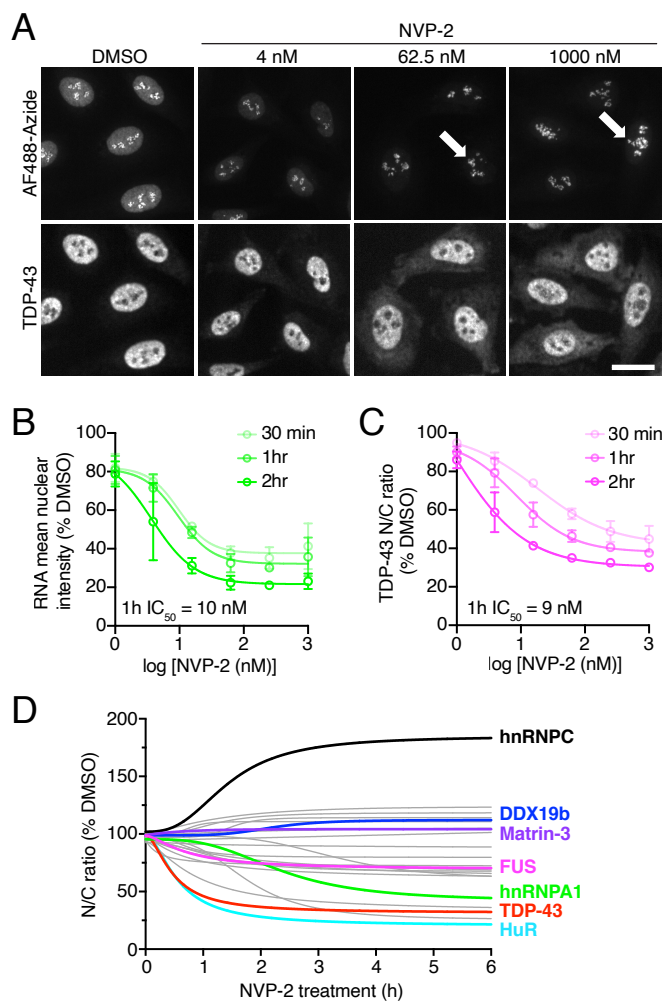 A
NVP-2
DMSO 4 nM 62.5 nM 1000 nM
AF488-Azide
TDP-43
B
100
80
60
40
20
0
0 1 2 3
RNA mean nuclear
intensity (% DMSO)
30 min
1hr
2hr
1h IC50 = 10 nM
log [NVP-2 (nM)]
C
100
80
60
40
20
0
0 1 2 3
TDP-43 N/C ratio
(% DMSO)
30 min
1hr
2hr
1h IC50 = 9 nM
log [NVP-2 (nM)]
D
200
150
100
50
0
0 1 2 3 4 5 6
N/C ratio (% DMSO)
NVP-2 treatment (h)
hnRNPC
DDX19b
Matrin-3
FUS
hnRNPA1
TDP-43
HuR